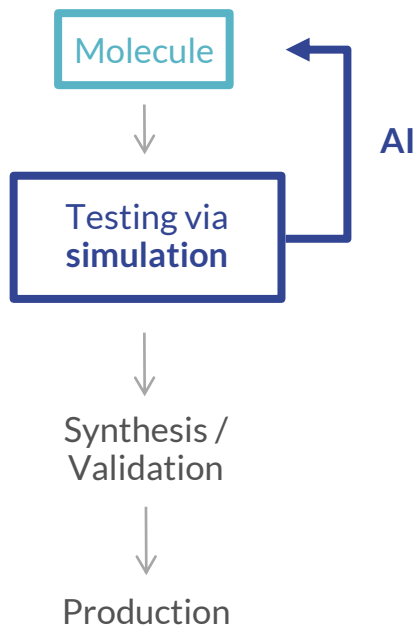 Molecule
AI
Testing via
simulation
Synthesis /
Validation
Production